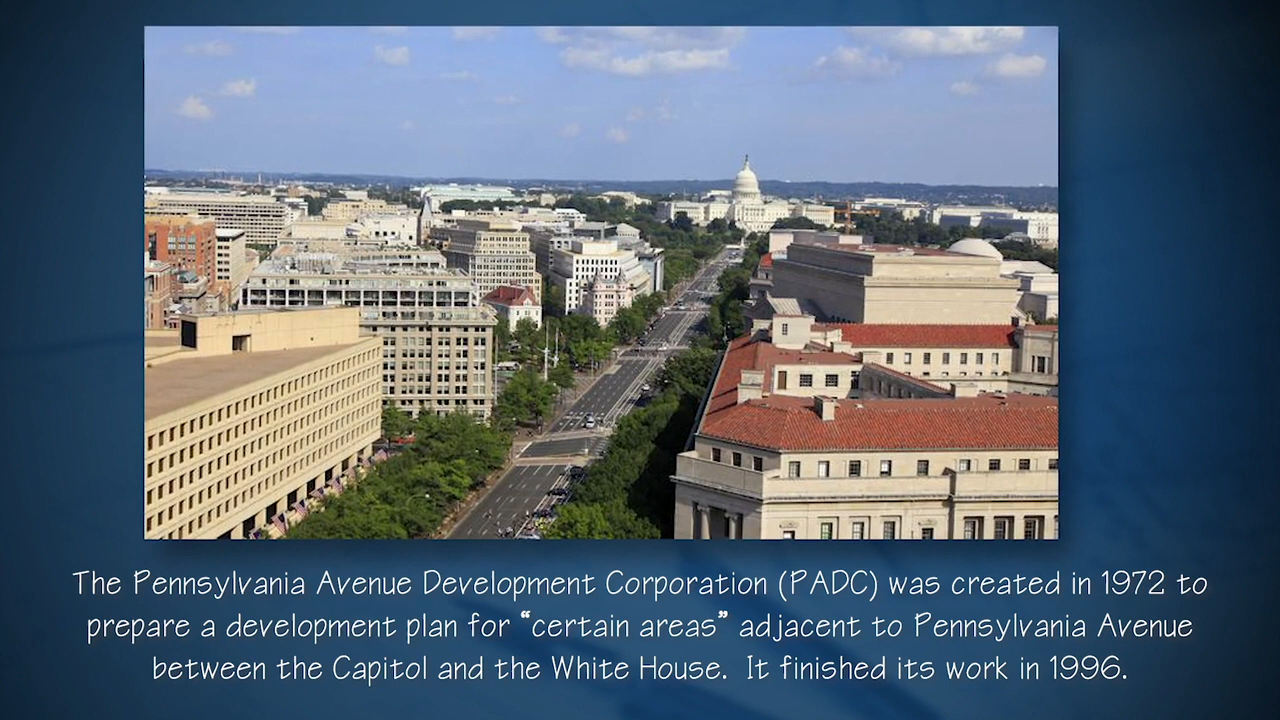 The Pennsylvania Avenue Development Corporation (PADC) was created in 1972 to
prepare a development plan for “certain areas” adjacent to Pennsylvania Avenue
between the Capitol and the White House.  It finished its work in 1996.